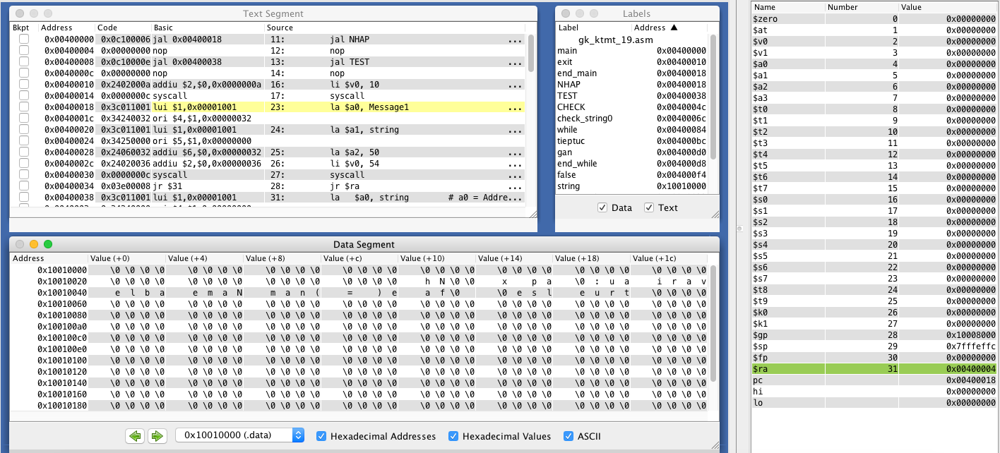 Text Segment
Bkpt Address Code Basic Source
0x00400000 0x0c100006 jal 0x00400018 11: jal NHAP ...
0x00400004 0x00000000 nop 12: nop
0x00400008 0x0c10000e jal 0x00400038 13: jal TEST ...
0x0040000c 0x00000000 nop 14: nop
0x00400010 0x2402000a addiu $2,$0,0x0000000a 16: li $v0, 10 ...
0x00400014 0x0000000c syscall 17: syscall
0x00400018 0x3c011001 lui $1,0x00001001 23: la $a0, Message1 ...
0x0040001c 0x34240032 ori $4,$1,0x00000032
0x00400020 0x3c011001 lui $1,0x00001001 24: la $a1, string ...
0x00400024 0x34250000 ori $5,$1,0x00000000
0x00400028 0x24060032 addiu $6,$0,0x00000032 25: la $a2, 50 ...
0x0040002c 0x24020036 addiu $2,$0,0x00000036 26: li $v0, 54 ...
0x00400030 0x0000000c syscall 27: syscall ...
0x00400034 0x03e00008 jr $31 28: jr $ra ...
0x00400038 0x3c011001 lui $1,0x00001001 31: la $a0, string # a0 = Addre...
Labels
Label Address ▲
gk_ktmt_19.asm
main 0x00400000
exit 0x00400010
end_main 0x00400018
NHAP 0x00400018
TEST 0x00400038
CHECK 0x0040004c
check_string0 0x0040006c
while 0x00400084
tieptuc 0x004000bc
gan 0x004000d0
end_while 0x004000d8
false 0x004000f4
string 0x10010000
Data Text
Data Segment
Address Value (+0) Value (+4) Value (+8) Value (+c) Value (+10) Value (+14) Value (+18) Value (+1c)
0x10010000 \0 \0 \0 \0 \0 \0 \0 \0 \0 \0 \0 \0 \0 \0 \0 \0 \0 \0 \0 \0 \0 \0 \0 \0 \0 \0 \0 \0 \0 \0 \0 \0
0x10010020 \0 \0 \0 \0 \0 \0 \0 \0 \0 \0 \0 \0 \0 \0 \0 \0 h N \0 \0 x p a \0 : u a i r a v
0x10010040 e l b a e m a N m a n ( = ) e a f \0 \0 e s l e u r t \0 \0 \0 \0
0x10010060 \0 \0 \0 \0 \0 \0 \0 \0 \0 \0 \0 \0 \0 \0 \0 \0 \0 \0 \0 \0 \0 \0 \0 \0 \0 \0 \0 \0 \0 \0 \0 \0
0x10010080 \0 \0 \0 \0 \0 \0 \0 \0 \0 \0 \0 \0 \0 \0 \0 \0 \0 \0 \0 \0 \0 \0 \0 \0 \0 \0 \0 \0 \0 \0 \0 \0
0x100100a0 \0 \0 \0 \0 \0 \0 \0 \0 \0 \0 \0 \0 \0 \0 \0 \0 \0 \0 \0 \0 \0 \0 \0 \0 \0 \0 \0 \0 \0 \0 \0 \0
0x100100c0 \0 \0 \0 \0 \0 \0 \0 \0 \0 \0 \0 \0 \0 \0 \0 \0 \0 \0 \0 \0 \0 \0 \0 \0 \0 \0 \0 \0 \0 \0 \0 \0
0x100100e0 \0 \0 \0 \0 \0 \0 \0 \0 \0 \0 \0 \0 \0 \0 \0 \0 \0 \0 \0 \0 \0 \0 \0 \0 \0 \0 \0 \0 \0 \0 \0 \0
0x10010100 \0 \0 \0 \0 \0 \0 \0 \0 \0 \0 \0 \0 \0 \0 \0 \0 \0 \0 \0 \0 \0 \0 \0 \0 \0 \0 \0 \0 \0 \0 \0 \0
0x10010120 \0 \0 \0 \0 \0 \0 \0 \0 \0 \0 \0 \0 \0 \0 \0 \0 \0 \0 \0 \0 \0 \0 \0 \0 \0 \0 \0 \0 \0 \0 \0 \0
0x10010140 \0 \0 \0 \0 \0 \0 \0 \0 \0 \0 \0 \0 \0 \0 \0 \0 \0 \0 \0 \0 \0 \0 \0 \0 \0 \0 \0 \0 \0 \0 \0 \0
0x10010160 \0 \0 \0 \0 \0 \0 \0 \0 \0 \0 \0 \0 \0 \0 \0 \0 \0 \0 \0 \0 \0 \0 \0 \0 \0 \0 \0 \0 \0 \0 \0 \0
0x10010180 \0 \0 \0 \0 \0 \0 \0 \0 \0 \0 \0 \0 \0 \0 \0 \0 \0 \0 \0 \0 \0 \0 \0 \0 \0 \0 \0 \0 \0 \0 \0 \0
0x10010000 (.data) Hexadecimal Addresses Hexadecimal Values ASCII
Name Number Value
$zero 0 0x00000000
$at 1 0x00000000
$v0 2 0x00000000
$v1 3 0x00000000
$a0 4 0x00000000
$a1 5 0x00000000
$a2 6 0x00000000
$a3 7 0x00000000
$t0 8 0x00000000
$t1 9 0x00000000
$t2 10 0x00000000
$t3 11 0x00000000
$t4 12 0x00000000
$t5 13 0x00000000
$t6 14 0x00000000
$t7 15 0x00000000
$s0 16 0x00000000
$s1 17 0x00000000
$s2 18 0x00000000
$s3 19 0x00000000
$s4 20 0x00000000
$s5 21 0x00000000
$s6 22 0x00000000
$s7 23 0x00000000
$t8 24 0x00000000
$t9 25 0x00000000
$k0 26 0x00000000
$k1 27 0x00000000
$gp 28 0x10008000
$sp 29 0x7fffeffc
$fp 30 0x00000000
$ra 31 0x00400004
pc 0x00400018
hi 0x00000000
lo 0x00000000